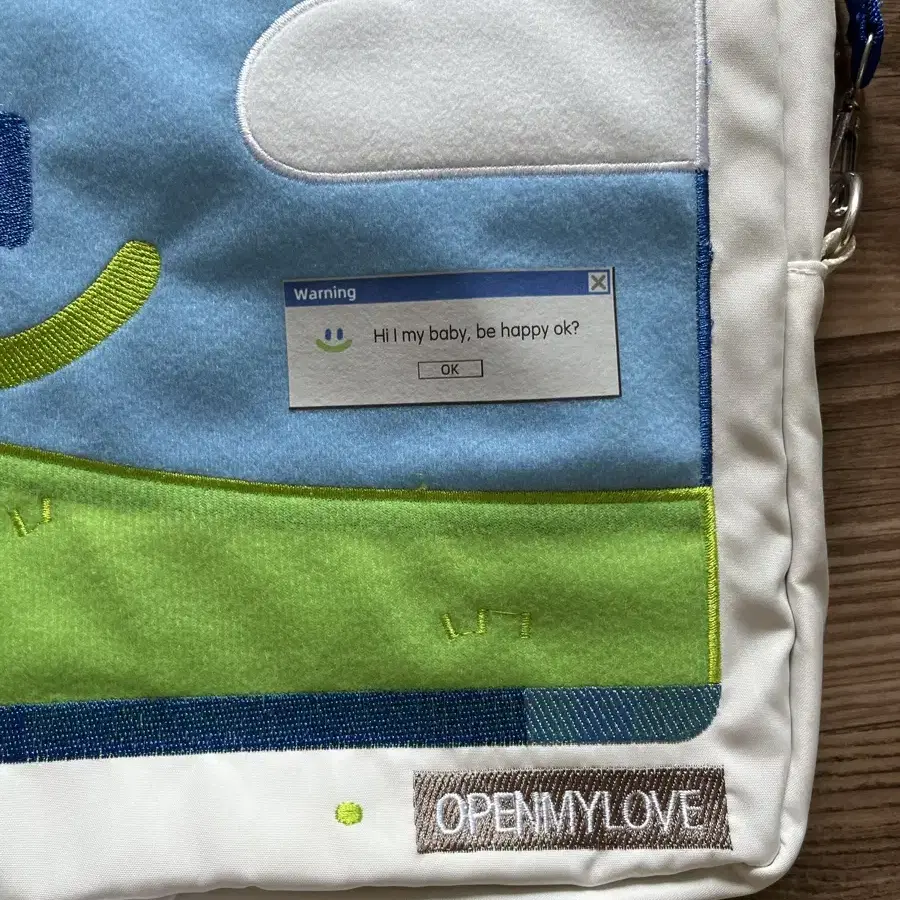 Warning
Hi I my baby, be happy ok?
OK
OPENMYLOVE